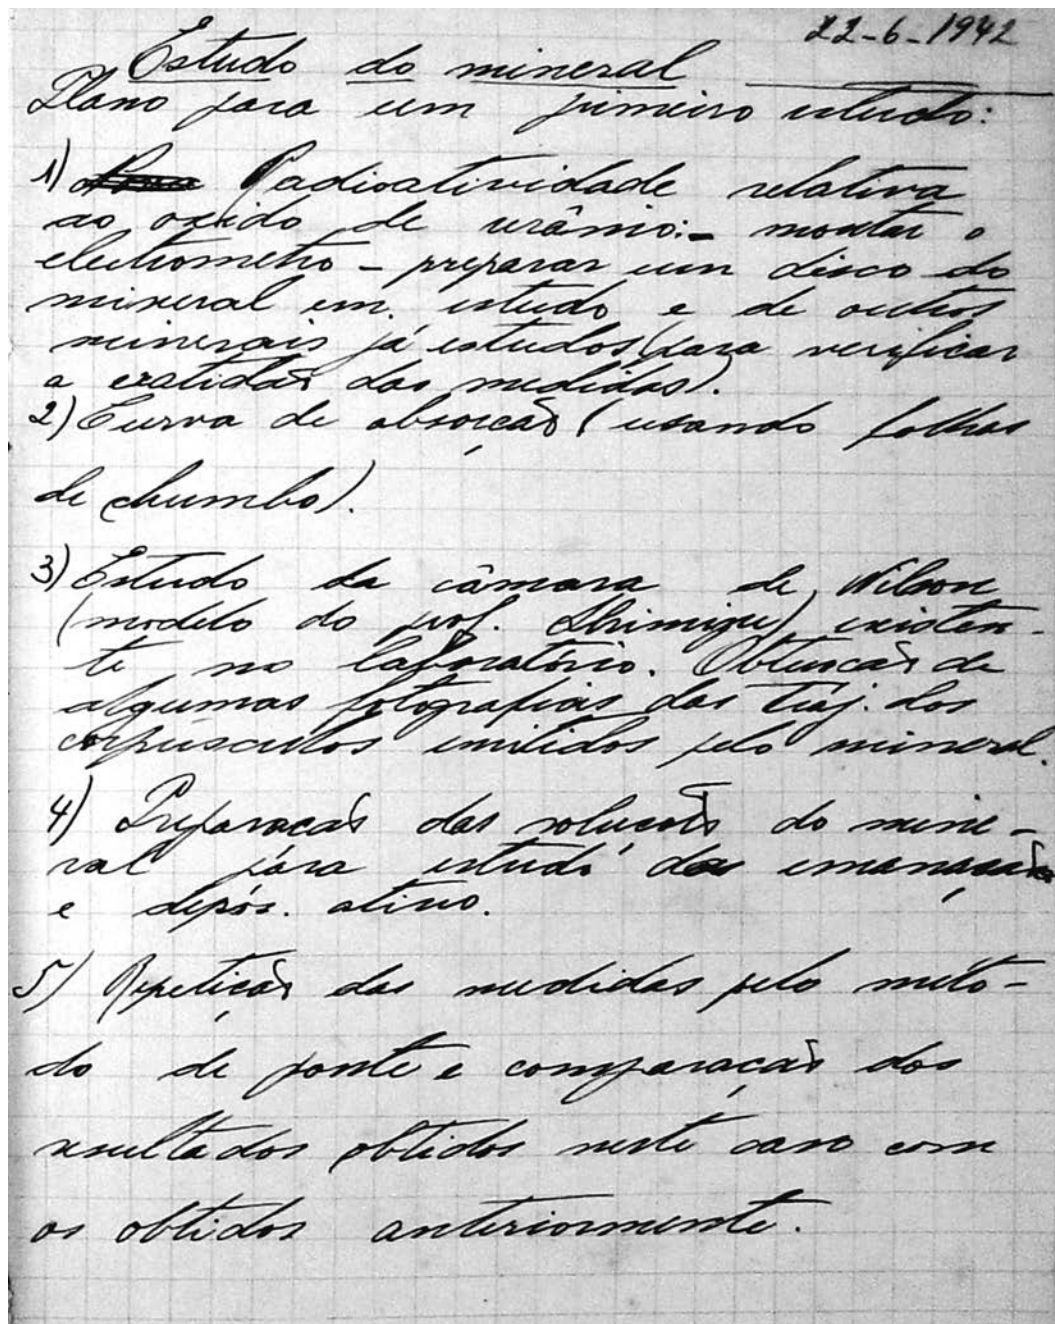 22-6-1942
Estudo do mineral
Plano para um primeiro estudo:
1) Radioatividade relativa
ao oxido de urânio:- montar o
electrometro - preparar um disco do
mineral em estudo e de outros
minerais já estudos (para verificar
a exatidão das medidas).
2) Curva de absorção (usando folhas
de chumbo).
3) Estudo da câmara de Wilson
(modelo do prof. Shimizu) existen-
te no laboratório. Obtenção de
algumas fotografias das traj. dos
corpusculos emitidos pelo mineral.
4) Preparação das soluções do mine-
ral para estudo da emanação
e depós. ativo.
5) Repetição das medidas pelo méto-
do de ponte e comparação dos
resultados obtidos neste caso com
os obtidos anteriormente.